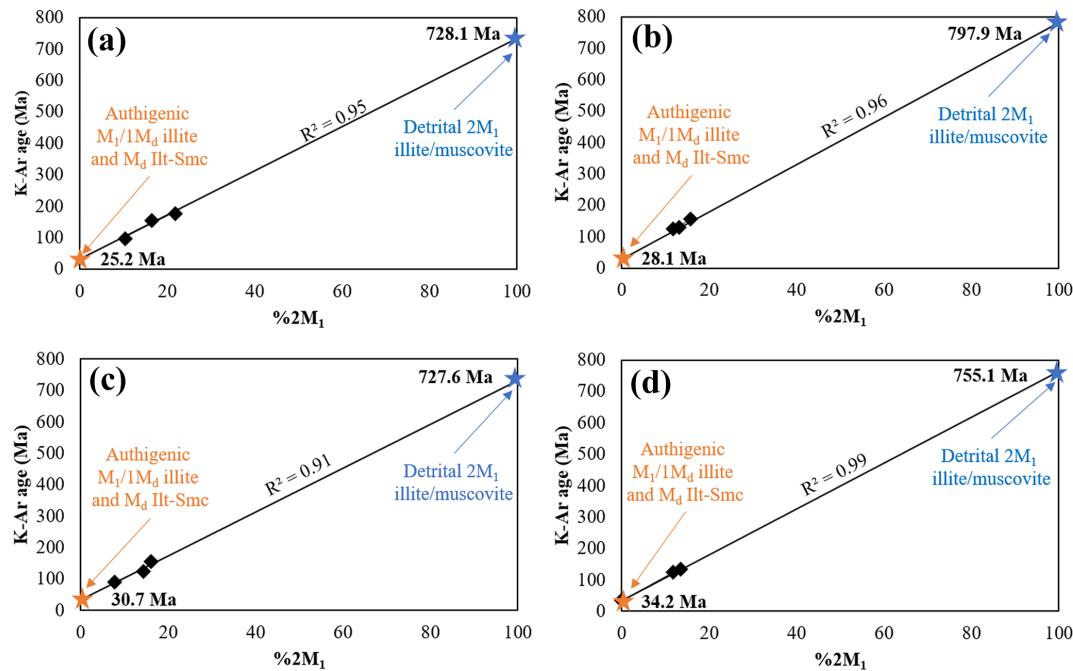 (a)
800
700
600
500
400
300
200
100
0
K-Ar age (Ma)
728.1 Ma
Authigenic
M₁/1M_d illite
and M_d Ilt-Smc
R² = 0.95
Detrital 2M₁
illite/muscovite
25.2 Ma
0 20 40 60 80 100
%2M₁
(b)
800
700
600
500
400
300
200
100
0
K-Ar age (Ma)
797.9 Ma
Authigenic
M₁/1M_d illite
and M_d Ilt-Smc
R² = 0.96
Detrital 2M₁
illite/muscovite
28.1 Ma
0 20 40 60 80 100
%2M₁
(c)
800
700
600
500
400
300
200
100
0
K-Ar age (Ma)
727.6 Ma
Authigenic
M₁/1M_d illite
and M_d Ilt-Smc
R² = 0.91
Detrital 2M₁
illite/muscovite
30.7 Ma
0 20 40 60 80 100
%2M₁
(d)
800
700
600
500
400
300
200
100
0
K-Ar age (Ma)
755.1 Ma
Authigenic
M₁/1M_d illite
and M_d Ilt-Smc
R² = 0.99
Detrital 2M₁
illite/muscovite
34.2 Ma
0 20 40 60 80 100
%2M₁